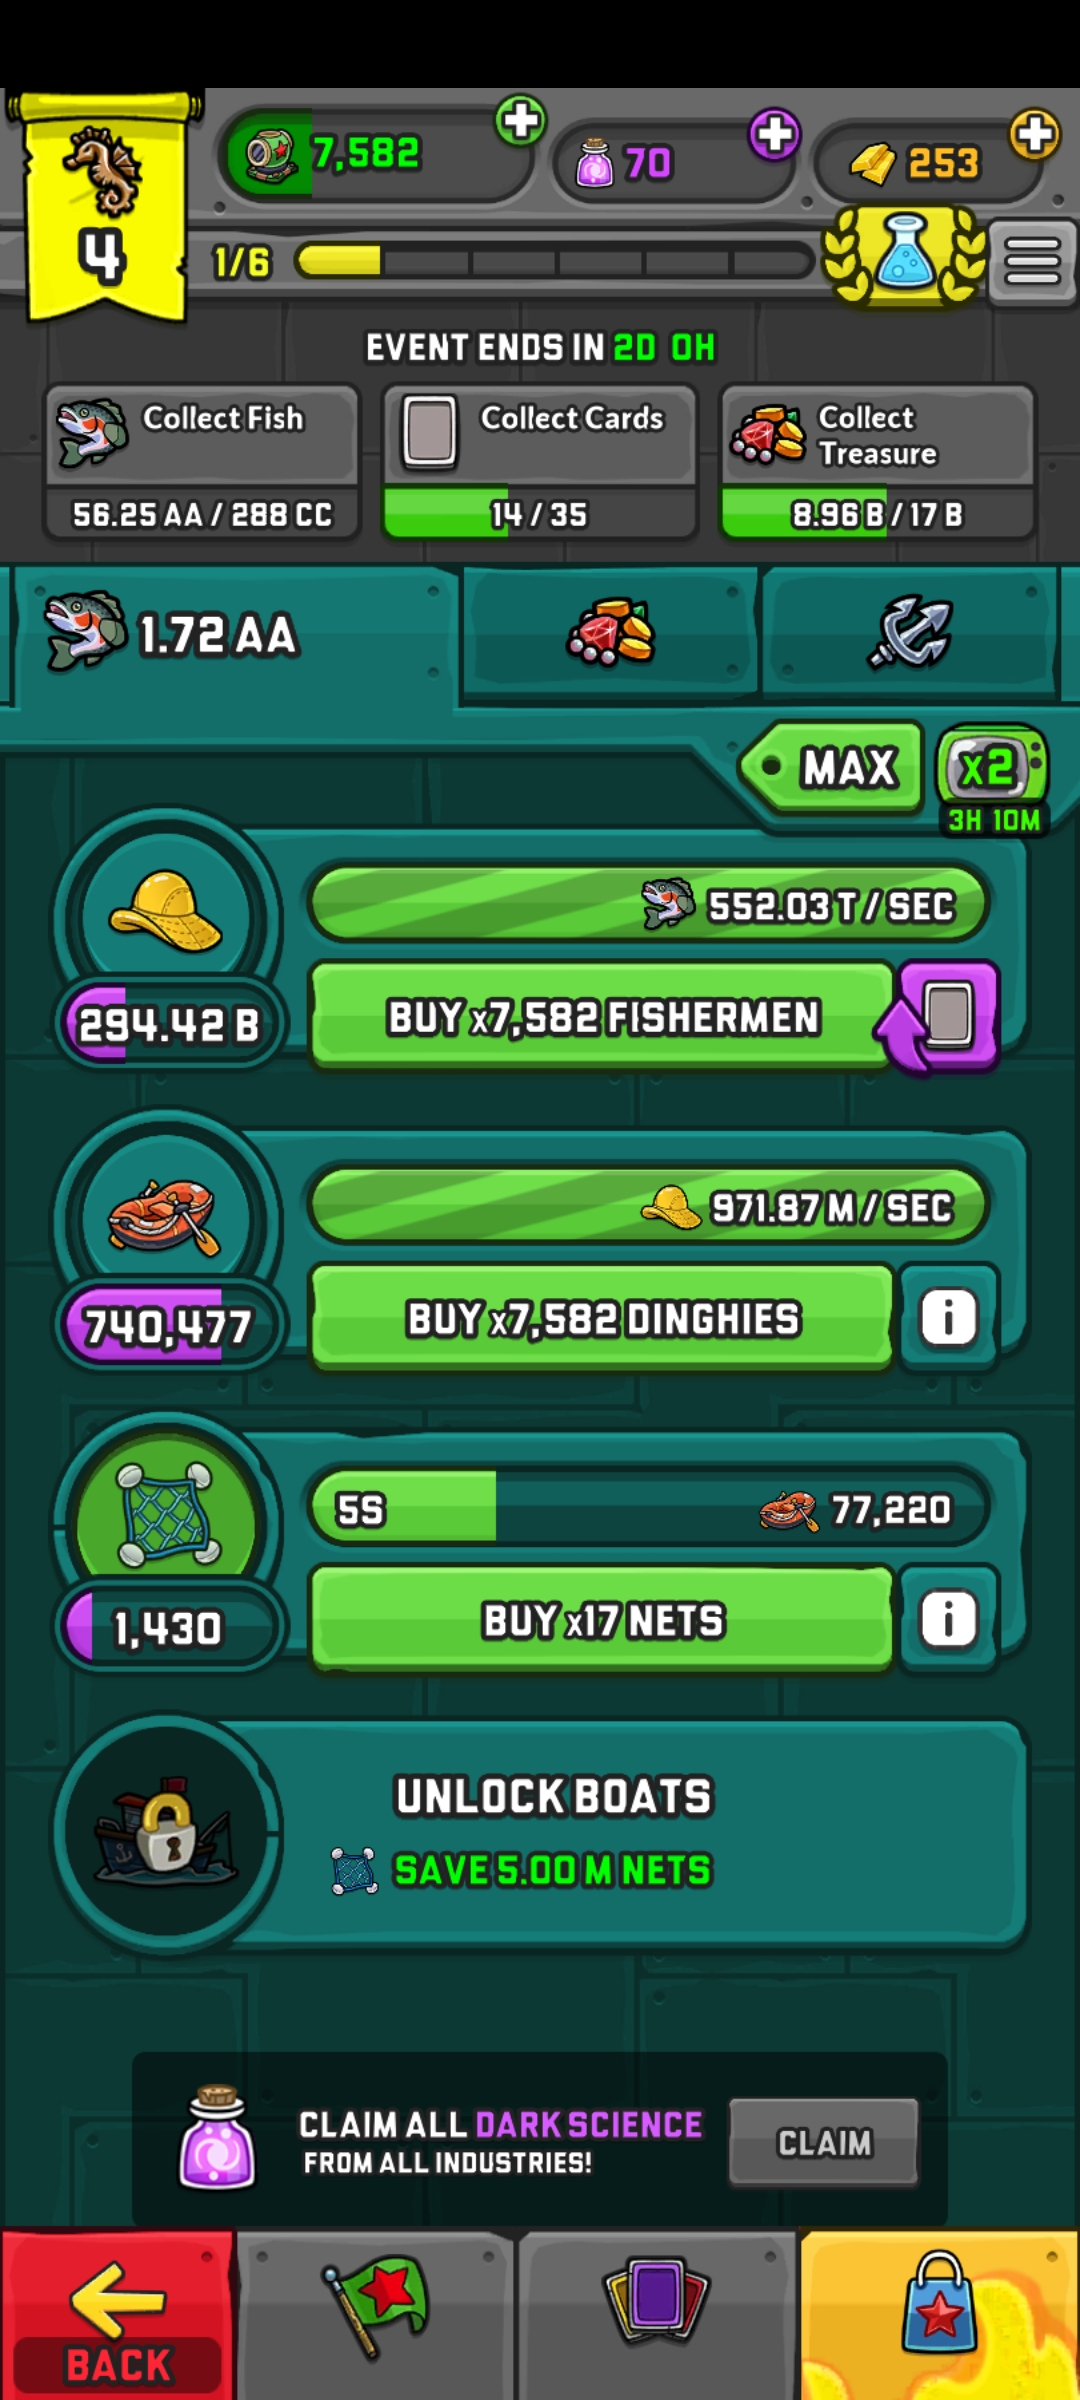 7,582
70
253
4
1/6
EVENT ENDS IN 2D 0H
Collect Fish
56.25 AA / 288 CC
Collect Cards
14 / 35
Collect
Treasure
8.96 B / 17 B
1.72 AA
MAX
x2
3H 10M
552.03 T / SEC
294.42 B
BUY x7,582 FISHERMEN
971.87 M / SEC
740,477
BUY x7,582 DINGHIES
i
5S
77,220
1,430
BUY x17 NETS
i
UNLOCK BOATS
SAVE 5.00 M NETS
CLAIM ALL DARK SCIENCE
FROM ALL INDUSTRIES!
CLAIM
BACK